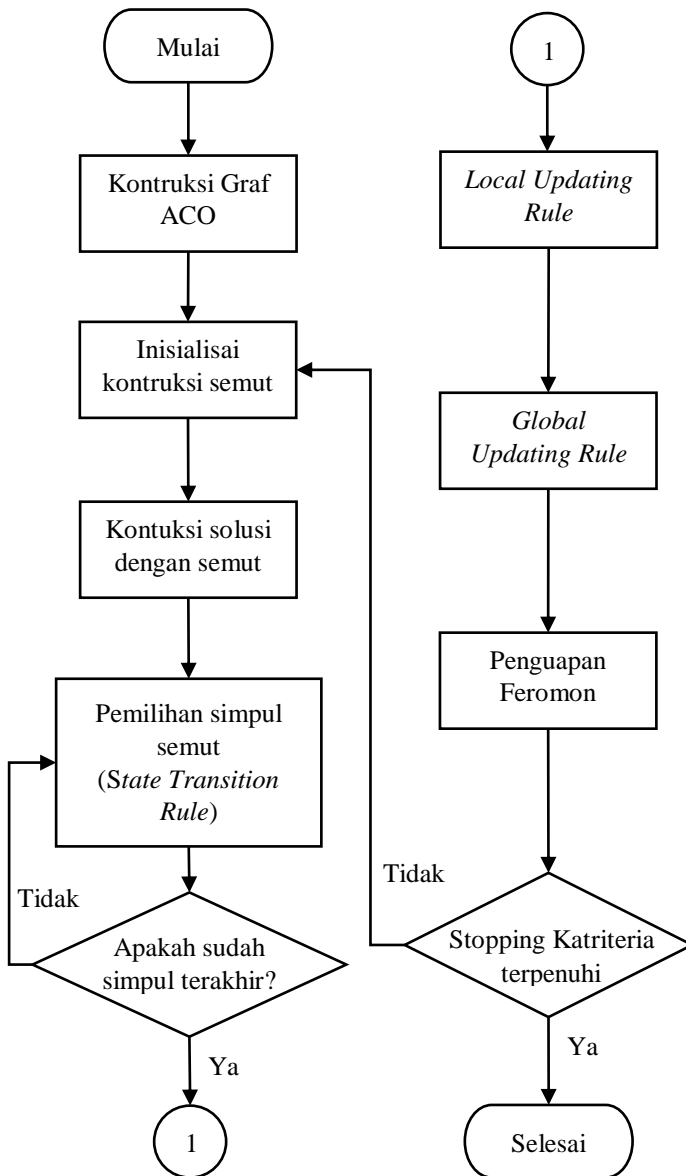 Mulai
Kontruksi Graf
ACO
Inisialisai
kontruksi semut
Kontuksi solusi
dengan semut
Pemilihan simpul
semut
(State Transition
Rule)
Tidak
Apakah sudah
simpul terakhir?
Ya
1
1
Local Updating
Rule
Global
Updating Rule
Penguapan
Feromon
Tidak
Stopping Katriteria
terpenuhi
Ya
Selesai